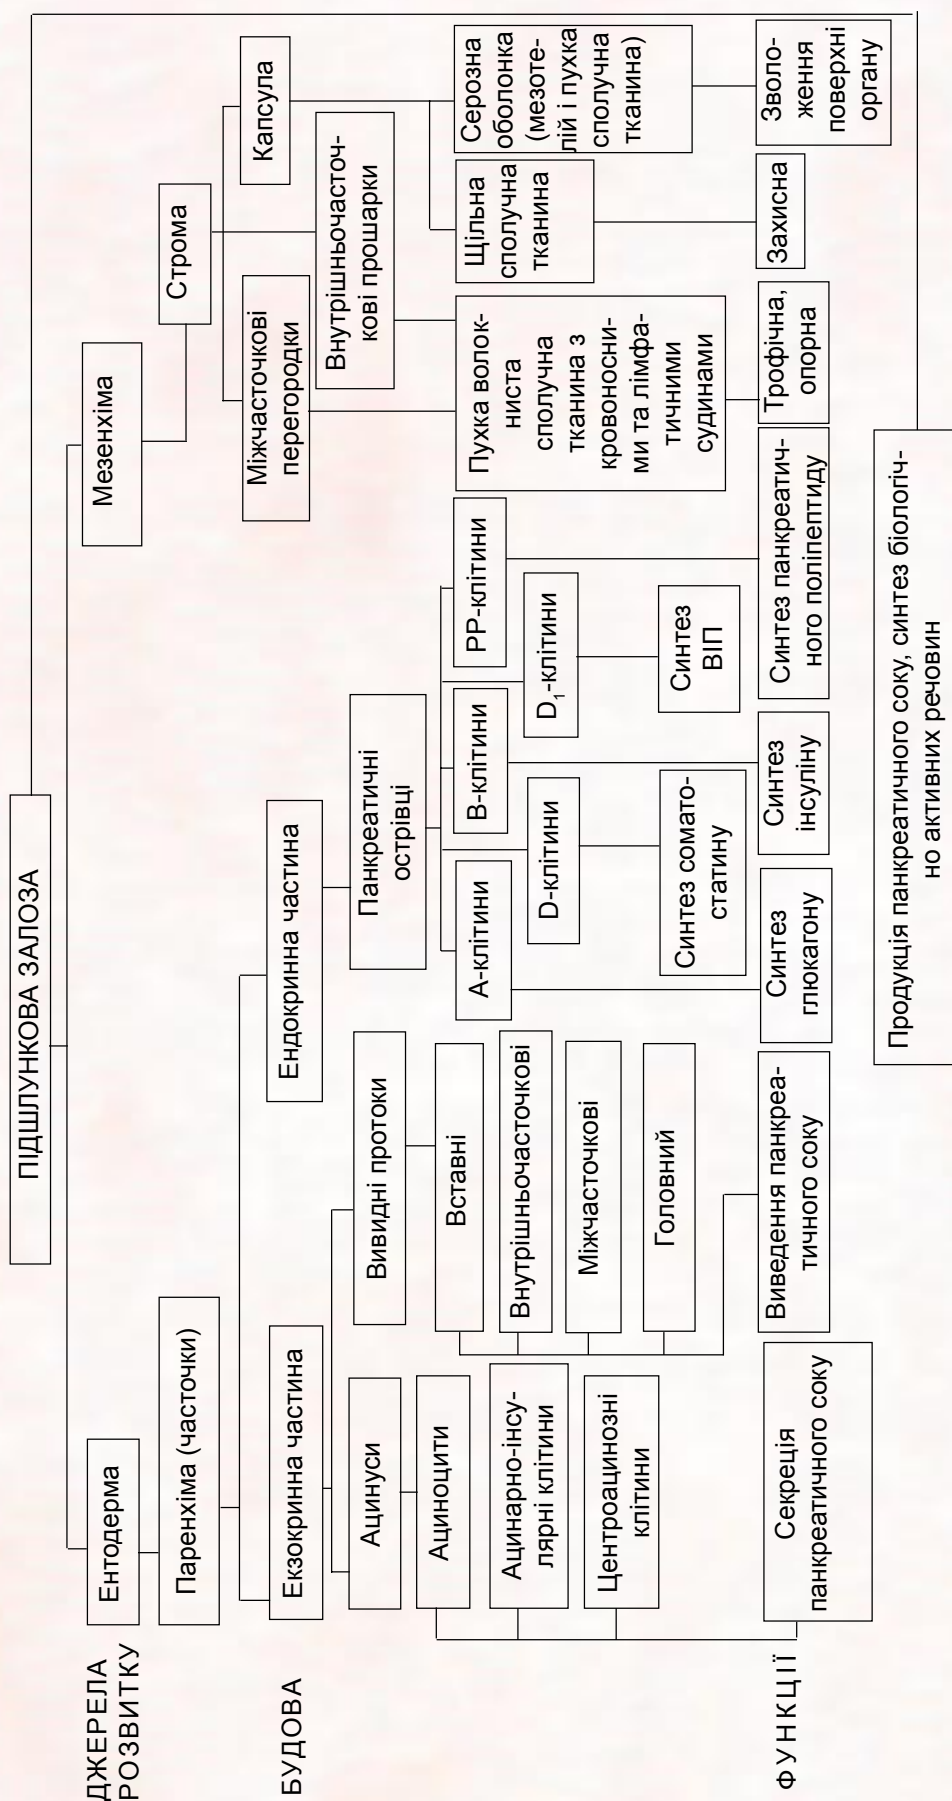 ПІДШЛУНКОВА ЗАЛОЗА
ДЖЕРЕЛА
РОЗВИТКУ
Ентодерма
Мезенхіма
Паренхіма (часточки)
Строма
БУДОВА
Екзокринна частина
Ендокринна частина
Міжчасточкові
перегородки
Внутрішньочасточ-
кові прошарки
Капсула
Ацинуси
Вивидні протоки
Панкреатичні
острівці
Ациноцити
Ацинарно-інсу-
лярні клітини
Центроацинозні
клітини
Вставні
Внутрішньочасточкові
Міжчасточкові
Головний
А-клітини
D-клітини
В-клітини
D1-клітини
РР-клітини
Пухка волок-
ниста
сполучна
тканина з
кровоносни-
ми та лімфа-
тичними
судинами
Щільна
сполучна
тканина
Серозна
оболонка
(мезоте-
лій і пухка
сполучна
тканина)
Синтез сомато-
статину
Синтез
ВІП
ФУНКЦІЇ
Секреція
панкреатичного соку
Виведення панкреа-
тичного соку
Синтез
глюкагону
Синтез
інсуліну
Синтез панкреатич-
ного поліпептиду
Трофічна,
опорна
Захисна
Зволо-
ження
поверхні
органу
Продукція панкреатичного соку, синтез біологіч-
но активних речовин